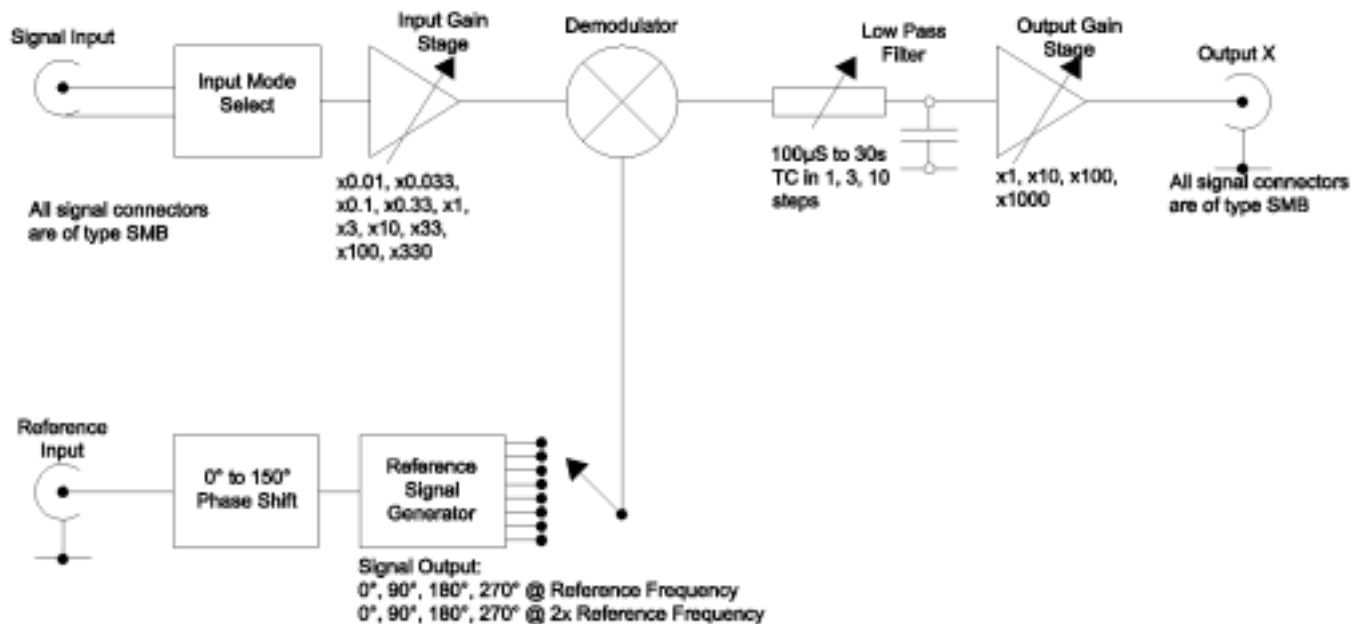 Signal Input
Input Mode
Select
Input Gain
Stage
Demodulator
Low Pass
Filter
Output Gain
Stage
Output X
All signal connectors
are of type SMB
x0.01, x0.033,
x0.1, x0.33, x1,
x3, x10, x33,
x100, x330
100µS to 30s
TC in 1, 3, 10
steps
x1, x10, x100,
x1000
All signal connectors
are of type SMB
Reference
Input
0° to 150°
Phase Shift
Reference
Signal
Generator
Signal Output:
0°, 90°, 180°, 270° @ Reference Frequency
0°, 90°, 180°, 270° @ 2x Reference Frequency